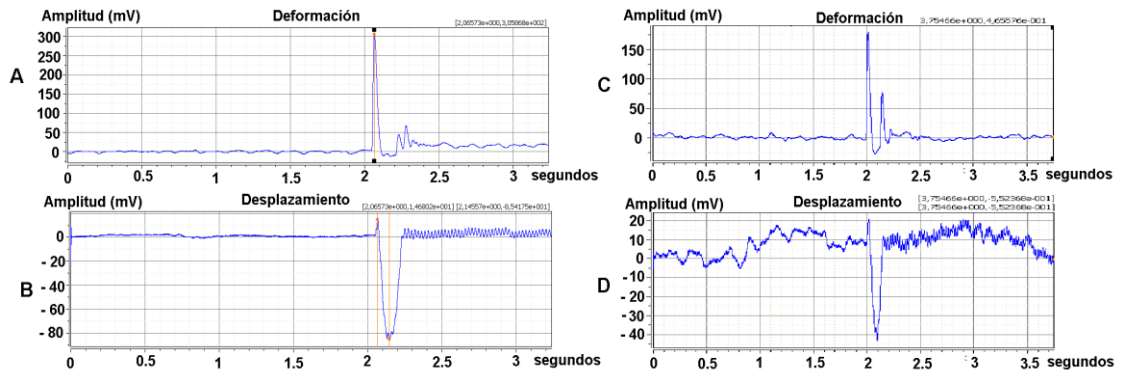 Amplitud (mV)
Deformación
[2,06573e+000,3,05868e+002]
A
300
250
200
150
100
50
0
0 0.5 1 1.5 2 2.5 3 segundos
Amplitud (mV)
Desplazamiento
[2,06573e+000,1,46802e+001] [2,14557e+000,-8,54175e+001]
B
0
- 20
- 40
- 60
- 80
0 0.5 1 1.5 2 2.5 3 segundos
Amplitud (mV)
Deformación
3,75466e+000,4,65576e-001
C
150
100
50
0
0 0.5 1 1.5 2 2.5 3 3.5 segundos
Amplitud (mV)
Desplazamiento
[3,75466e+000,-5,52368e-001]
[3,75466e+000,-5,52368e-001]
D
20
10
0
-10
-20
-30
-40
0 0.5 1 1.5 2 2.5 3 3.5 segundos